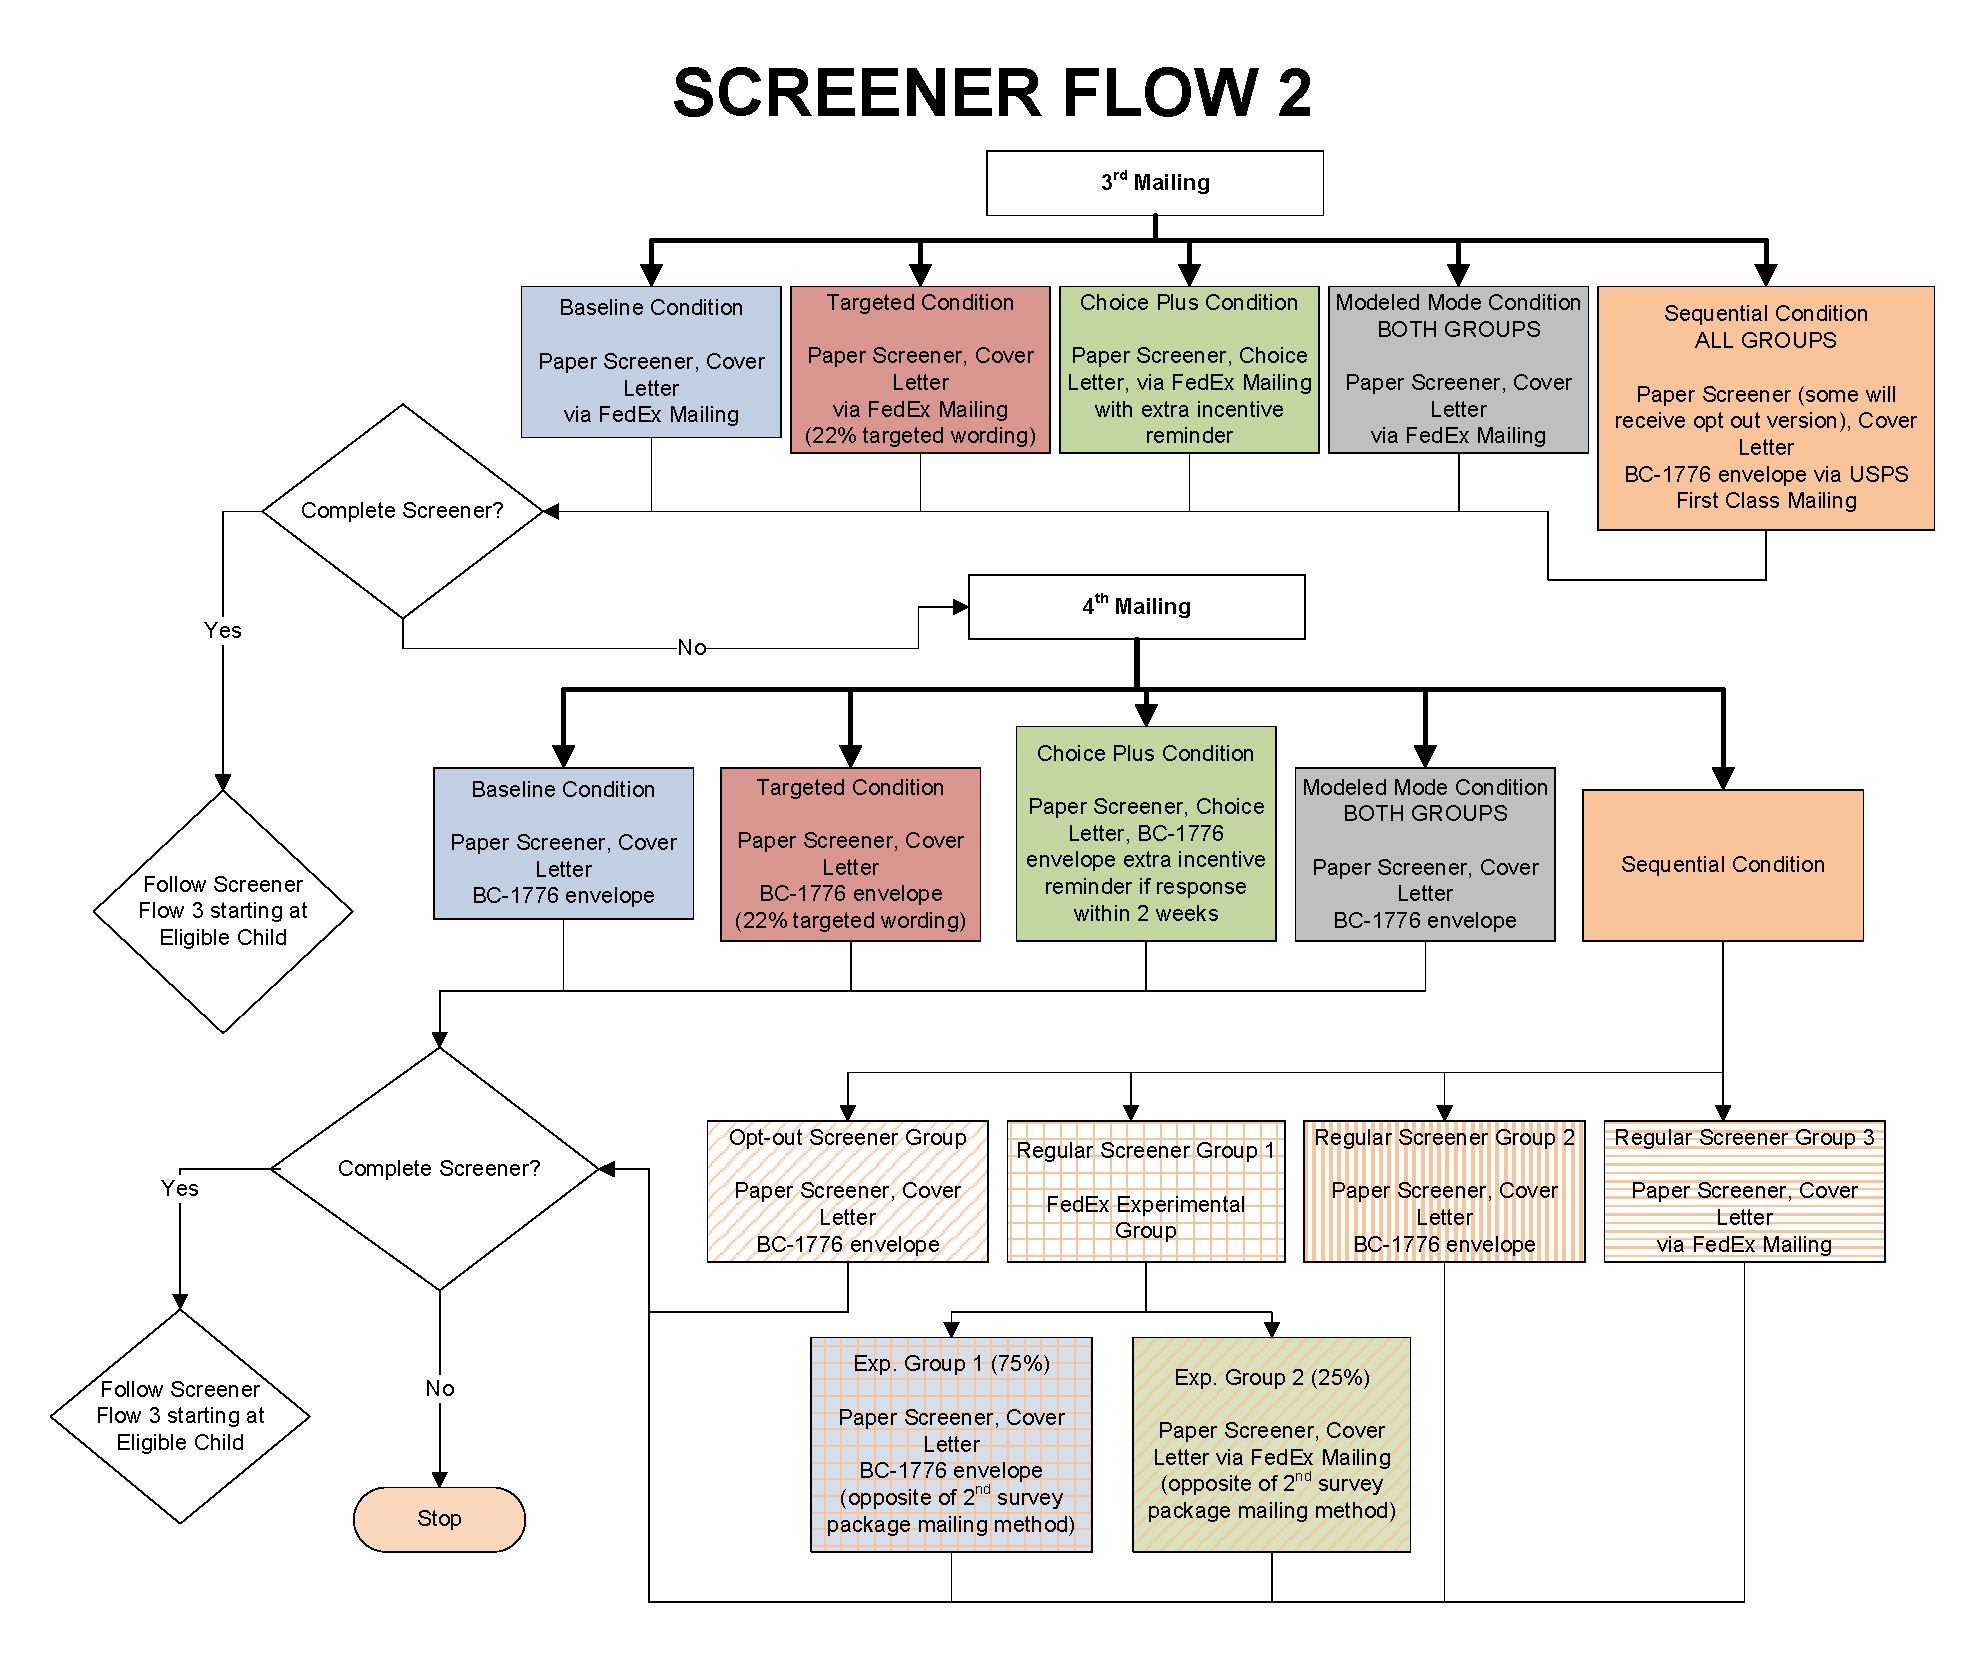 SCREENER FLOW 2
3rd Mailing
Baseline Condition
Paper Screener, Cover
Letter
via FedEx Mailing
Targeted Condition
Paper Screener, Cover
Letter
via FedEx Mailing
(22% targeted wording)
Choice Plus Condition
Paper Screener, Choice
Letter, via FedEx Mailing
with extra incentive
reminder
Modeled Mode Condition
BOTH GROUPS
Paper Screener, Cover
Letter
via FedEx Mailing
Sequential Condition
ALL GROUPS
Paper Screener (some will
receive opt out version), Cover
Letter
BC-1776 envelope via USPS
First Class Mailing
Complete Screener?
Yes
No
4th Mailing
Follow Screener
Flow 3 starting at
Eligible Child
Baseline Condition
Paper Screener, Cover
Letter
BC-1776 envelope
Targeted Condition
Paper Screener, Cover
Letter
BC-1776 envelope
(22% targeted wording)
Choice Plus Condition
Paper Screener, Choice
Letter, BC-1776
envelope extra incentive
reminder if response
within 2 weeks
Modeled Mode Condition
BOTH GROUPS
Paper Screener, Cover
Letter
BC-1776 envelope
Sequential Condition
Complete Screener?
Yes
No
Follow Screener
Flow 3 starting at
Eligible Child
Stop
Opt-out Screener Group
Paper Screener, Cover
Letter
BC-1776 envelope
Regular Screener Group 1
FedEx Experimental
Group
Regular Screener Group 2
Paper Screener, Cover
Letter
BC-1776 envelope
Regular Screener Group 3
Paper Screener, Cover
Letter
via FedEx Mailing
Exp. Group 1 (75%)
Paper Screener, Cover
Letter
BC-1776 envelope
(opposite of 2nd survey
package mailing method)
Exp. Group 2 (25%)
Paper Screener, Cover
Letter via FedEx Mailing
(opposite of 2nd survey
package mailing method)